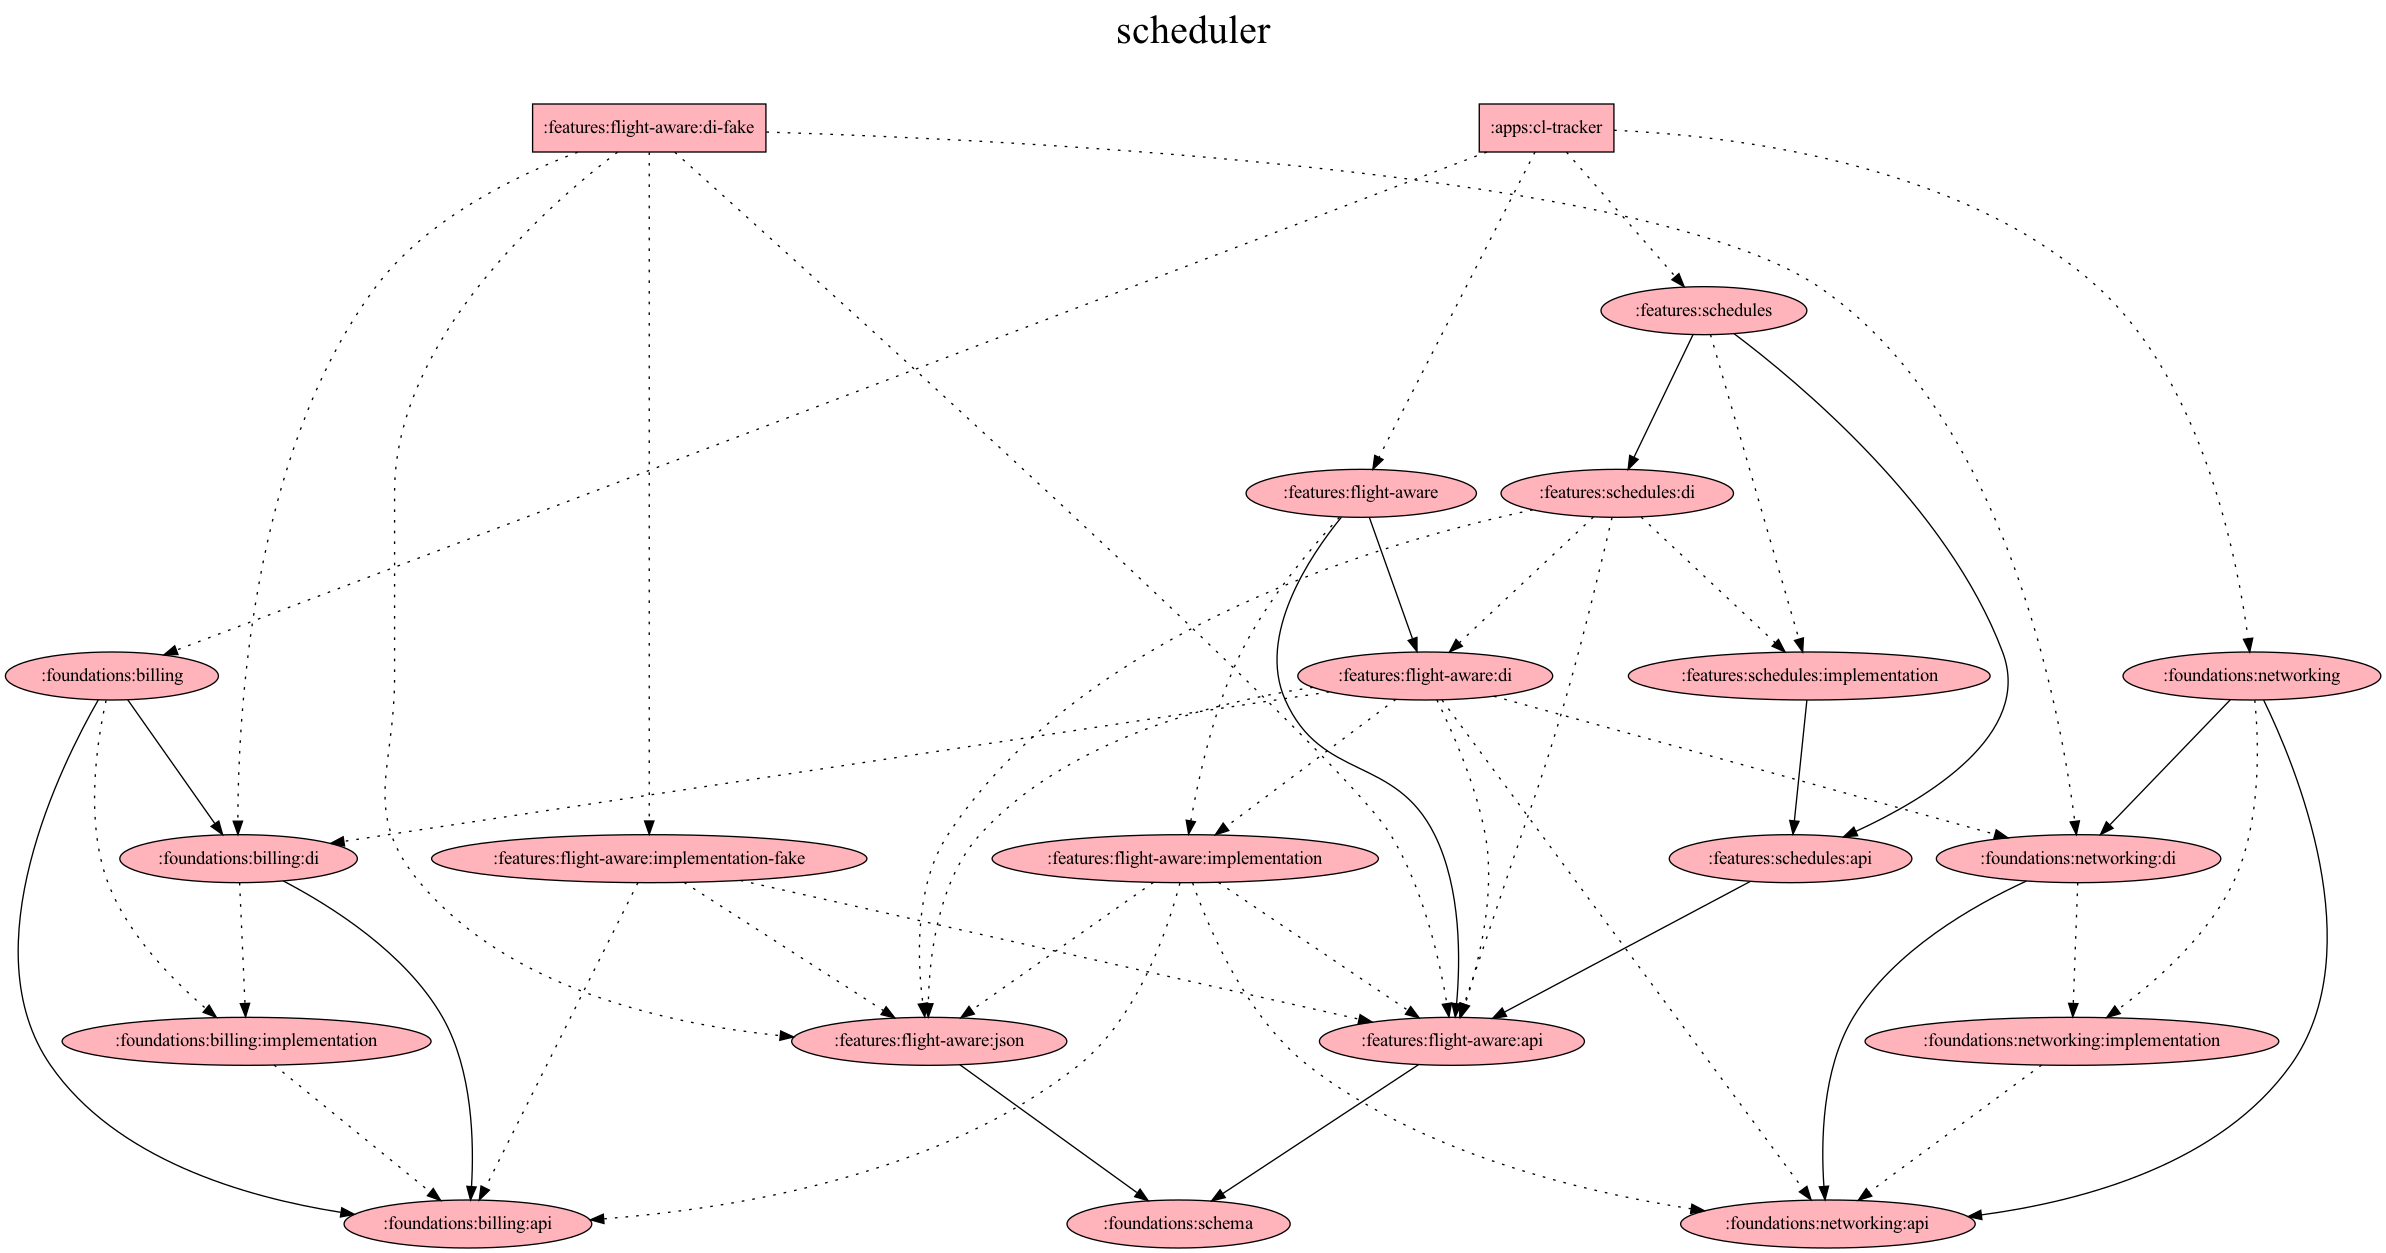 scheduler
:features:flight-aware:di-fake
:apps:cl-tracker
:features:schedules
:features:flight-aware
:features:schedules:di
:foundations:billing
:features:flight-aware:di
:features:schedules:implementation
:foundations:networking
:foundations:billing:di
:features:flight-aware:implementation-fake
:features:flight-aware:implementation
:features:schedules:api
:foundations:networking:di
:foundations:billing:implementation
:features:flight-aware:json
:features:flight-aware:api
:foundations:networking:implementation
:foundations:billing:api
:foundations:schema
:foundations:networking:api